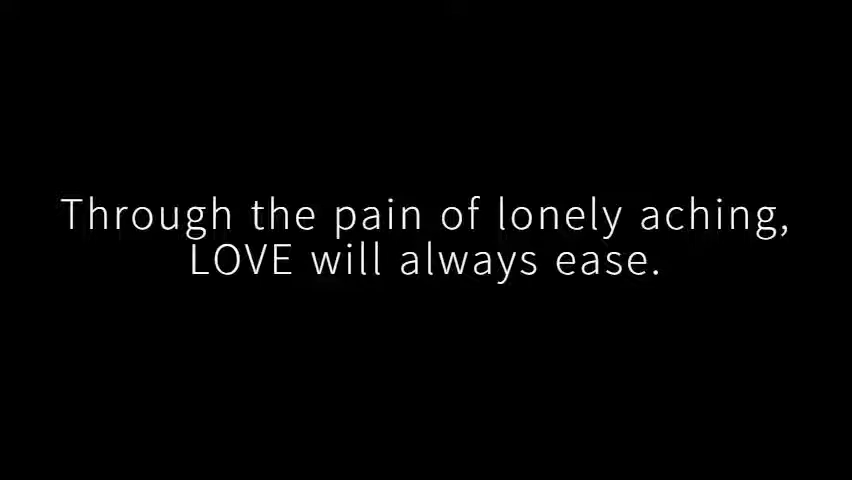 Through the pain of lonely aching,
LOVE will always ease.